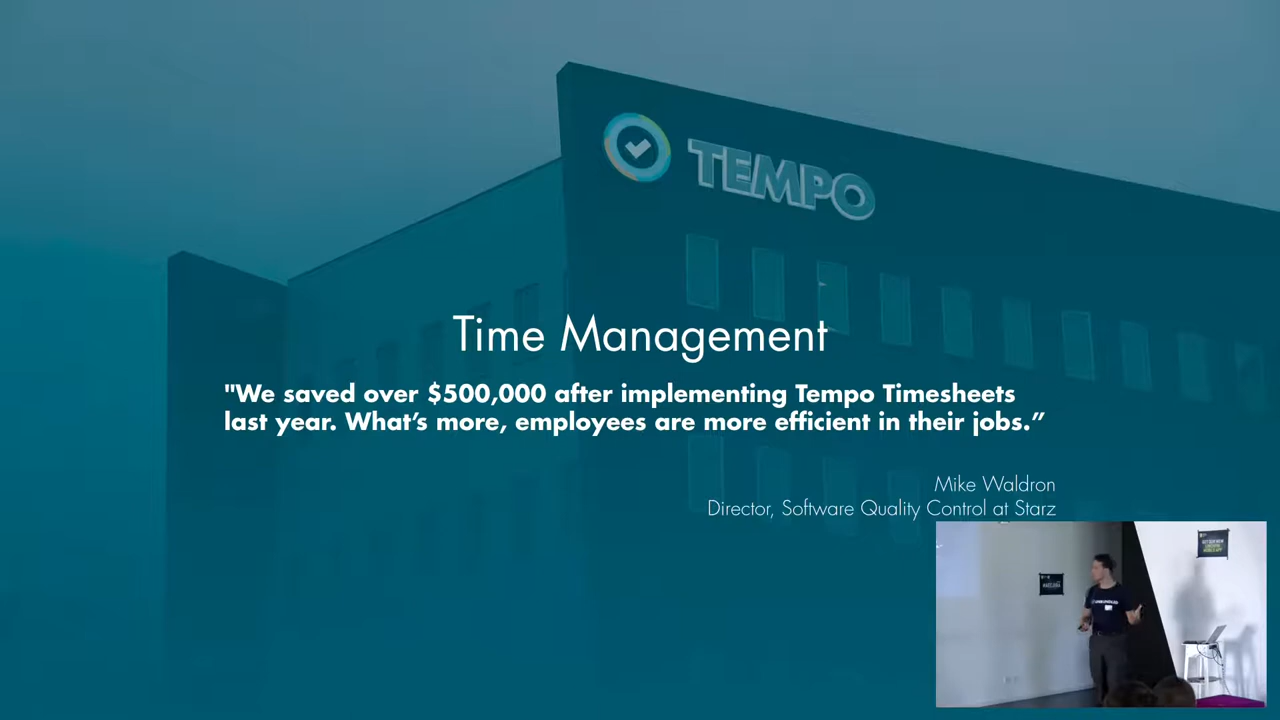 TEMPO
Time Management
"We saved over $500,000 after implementing Tempo Timesheets
last year. What’s more, employees are more efficient in their jobs.”
Mike Waldron
Director, Software Quality Control at Starz